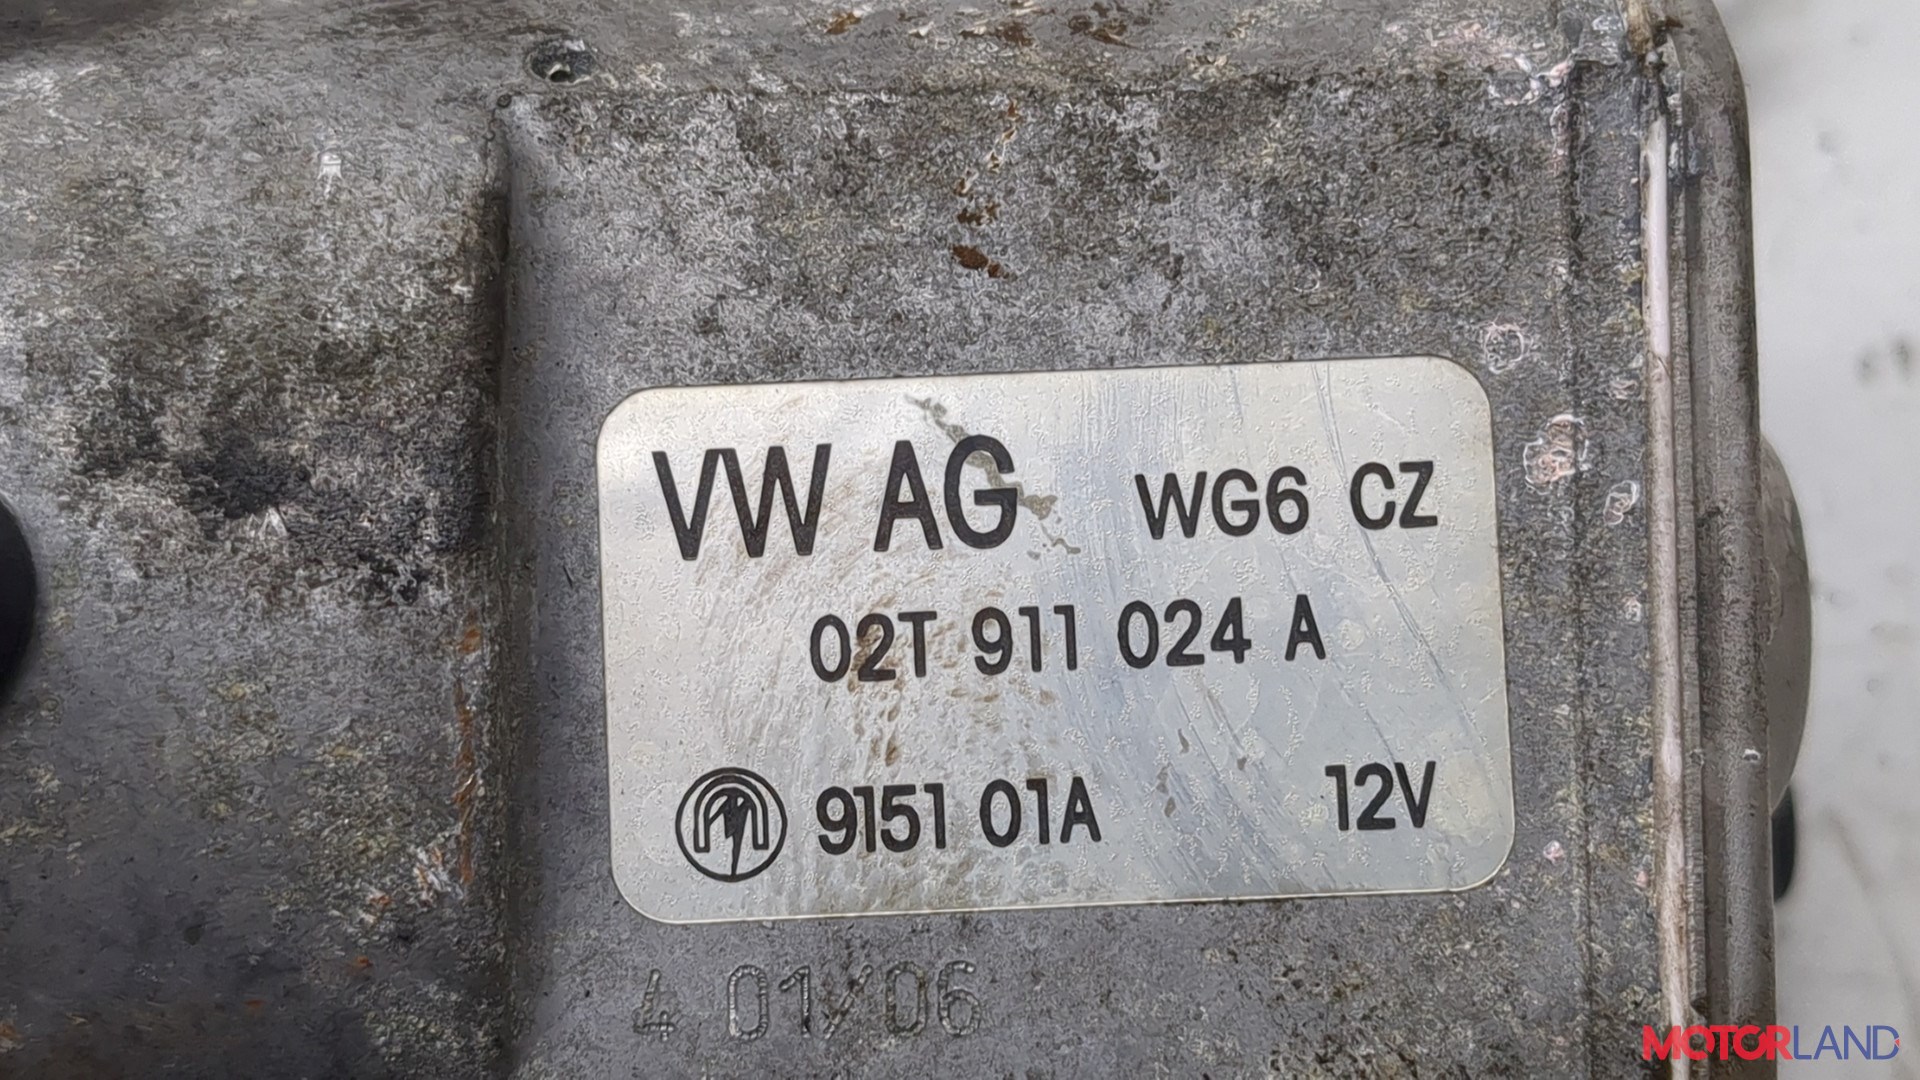 VW AG WG6 CZ
02T 911 024 A
9151 01A 12V
4 01/06
MOTORLAND